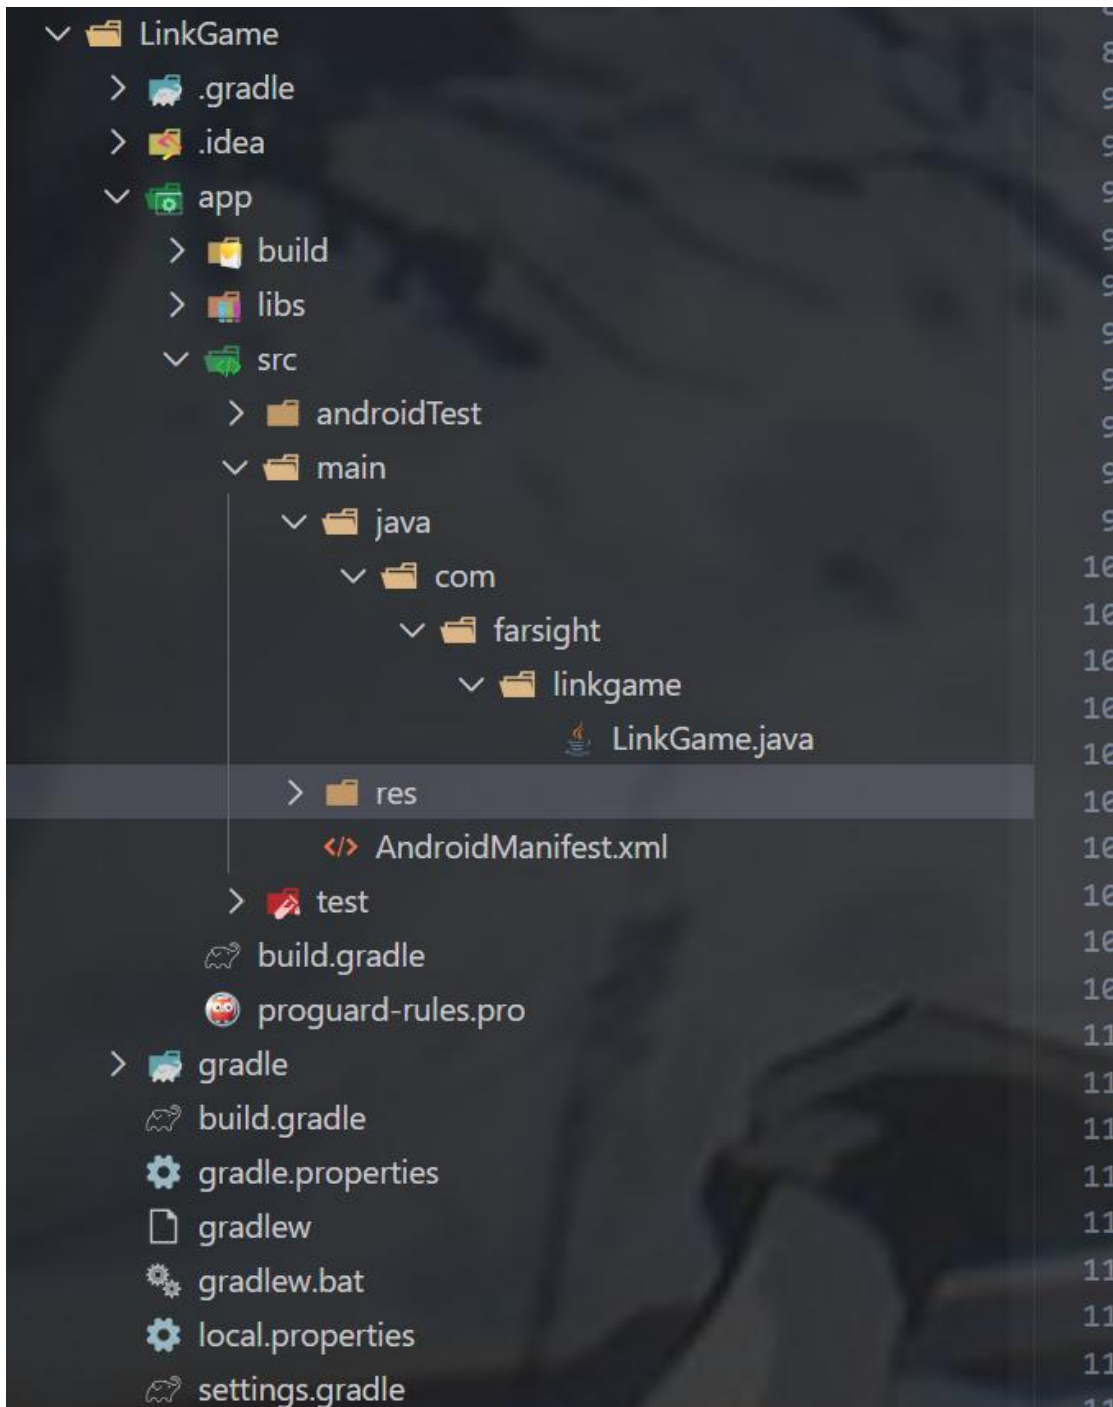 LinkGame
.gradle
.idea
app
build
libs
src
androidTest
main
java
com
farsight
linkgame
LinkGame.java
res
AndroidManifest.xml
test
build.gradle
proguard-rules.pro
gradle
build.gradle
gradle.properties
gradlew
gradlew.bat
local.properties
settings.gradle